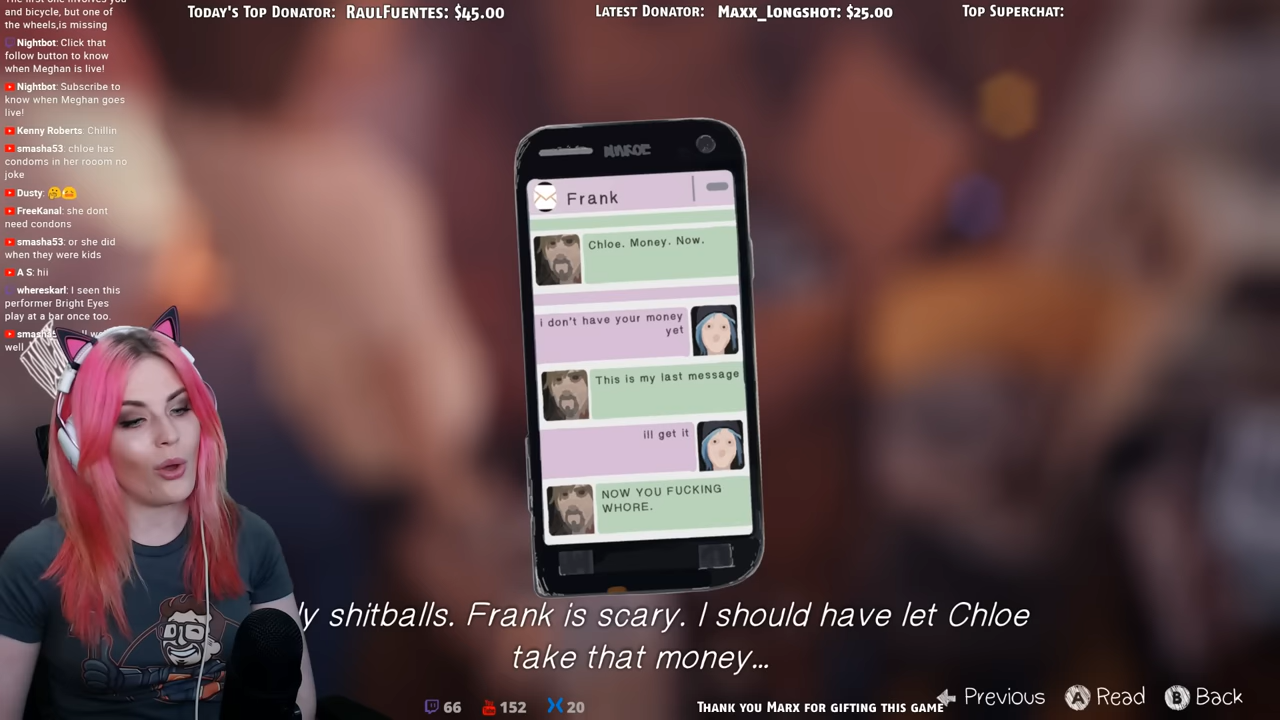 Today's Top Donator: RaulFuentes: $45.00
Latest Donator: Maxx_Longshot: $25.00
Top Superchat:
and bicycle, but one of
the wheels,is missing
Nightbot: Click that
follow button to know
when Meghan is live!
Nightbot: Subscribe to
know when Meghan goes
live!
Kenny Roberts: Chillin
smasha53: chloe has
condoms in her rooom no
joke
Dusty: 🤔🤬
FreeKanal: she dont
need condons
smasha53: or she did
when they were kids
A S: hii
whereskarl: I seen this
performer Bright Eyes
play at a bar once too.
well
Frank
Chloe. Money. Now.
i don't have your money
yet
This is my last message
ill get it
NOW YOU FUCKING
WHORE.
ly shitballs. Frank is scary. I should have let Chloe
take that money...
66
152
20
Thank you Marx for gifting this game
Previous
A Read
B Back